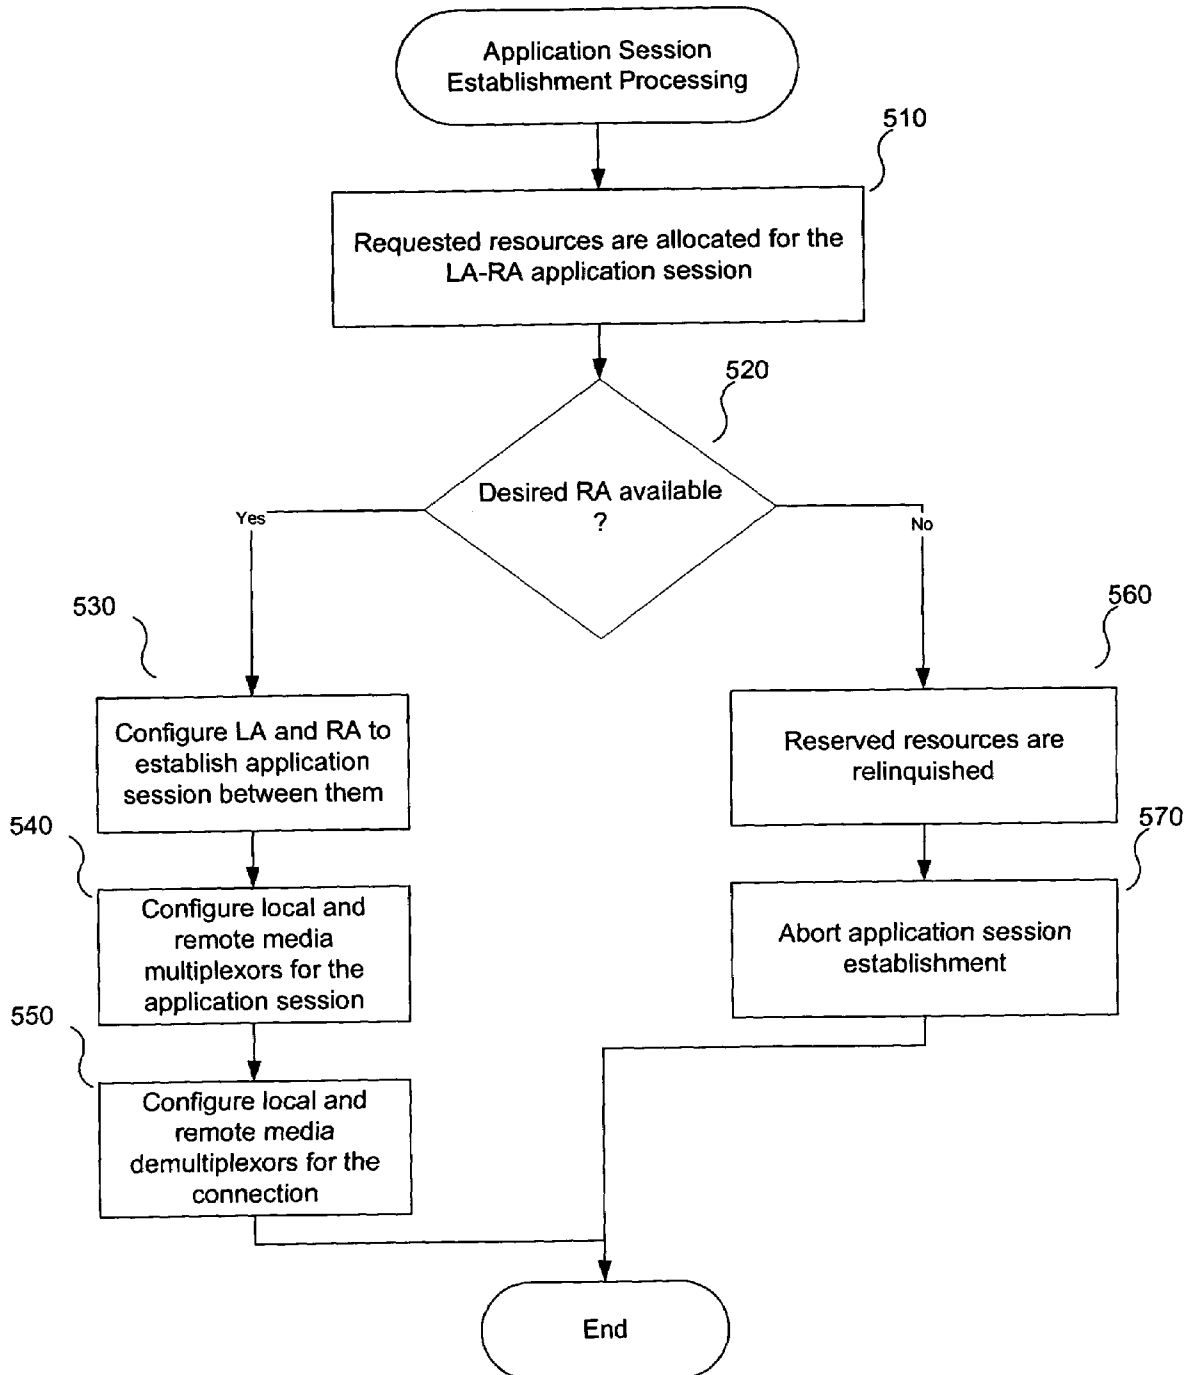 Application Session
Establishment Processing
510
Requested resources are allocated for the
LA-RA application session
520
Desired RA available
?
Yes
No
530
Configure LA and RA to
establish application
session between them
560
Reserved resources are
relinquished
540
Configure local and
remote media
multiplexors for the
application session
570
Abort application session
establishment
550
Configure local and
remote media
demultiplexors for the
connection
End